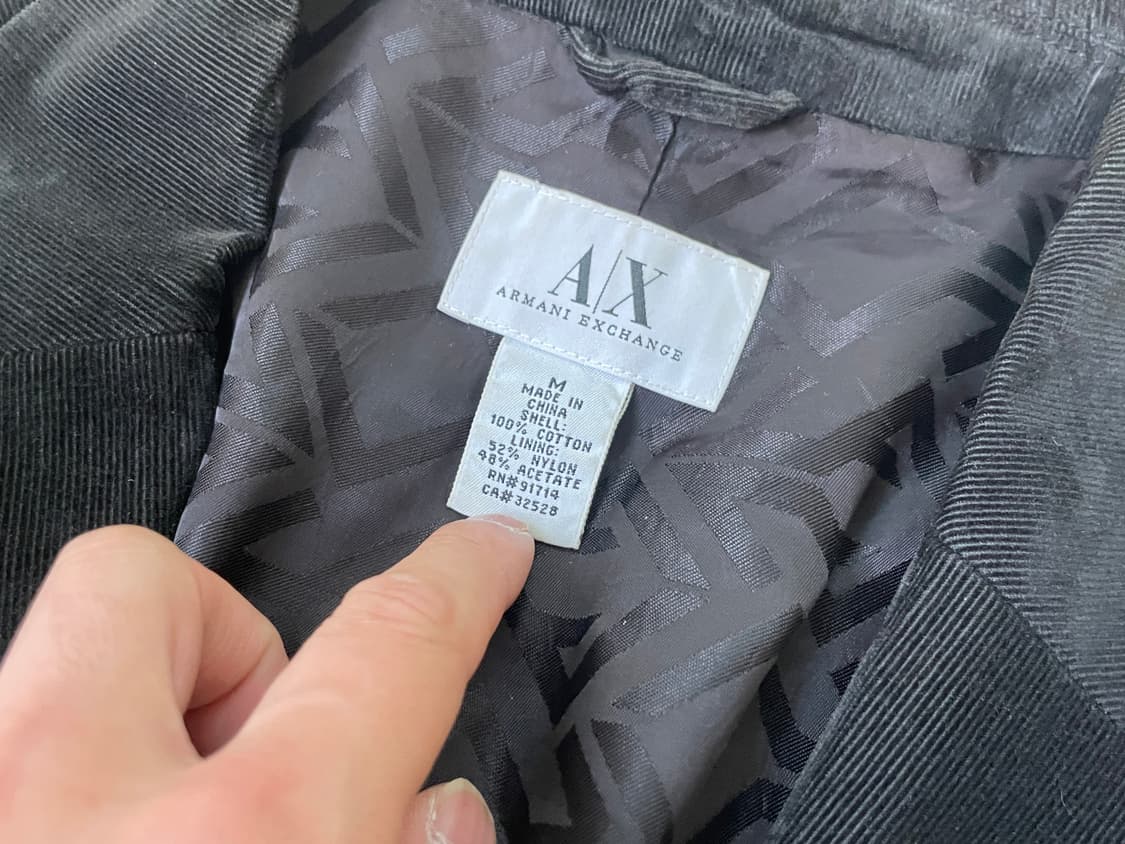 A|X
ARMANI EXCHANGE
M
MADE IN
CHINA
SHELL:
100% COTTON
LINING:
52% NYLON
48% ACETATE
RN#91714
CA#32528